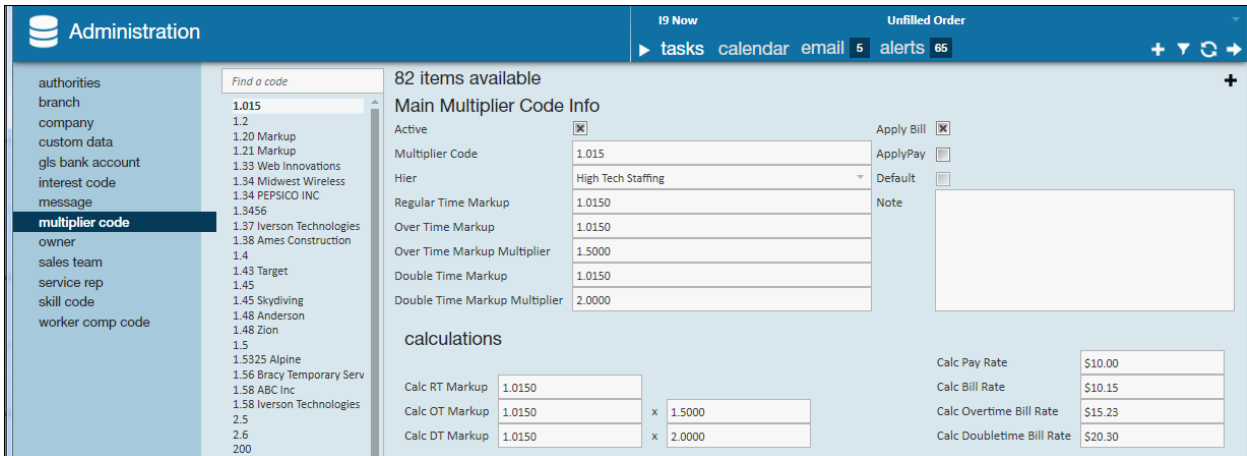 Administration
I9 Now
Unfilled Order
tasks calendar email 5 alerts 65
authorities
branch
company
custom data
gls bank account
interest code
message
multiplier code
owner
sales team
service rep
skill code
worker comp code
Find a code
1.015
1.2
1.20 Markup
1.21 Markup
1.33 Web Innovations
1.34 Midwest Wireless
1.34 PEPSICO INC
1.3456
1.37 Iverson Technologies
1.38 Ames Construction
1.4
1.43 Target
1.45
1.45 Skydiving
1.48 Anderson
1.48 Zion
1.5
1.5325 Alpine
1.56 Bracy Temporary Serv
1.58 ABC Inc
1.58 Iverson Technologies
2.5
2.6
200
82 items available
Main Multiplier Code Info
Active
Multiplier Code 1.015
Hier High Tech Staffing
Regular Time Markup 1.0150
Over Time Markup 1.0150
Over Time Markup Multiplier 1.5000
Double Time Markup 1.0150
Double Time Markup Multiplier 2.0000
Apply Bill
ApplyPay
Default
Note
calculations
Calc RT Markup 1.0150
Calc OT Markup 1.0150 x 1.5000
Calc DT Markup 1.0150 x 2.0000
Calc Pay Rate $10.00
Calc Bill Rate $10.15
Calc Overtime Bill Rate $15.23
Calc Doubletime Bill Rate $20.30